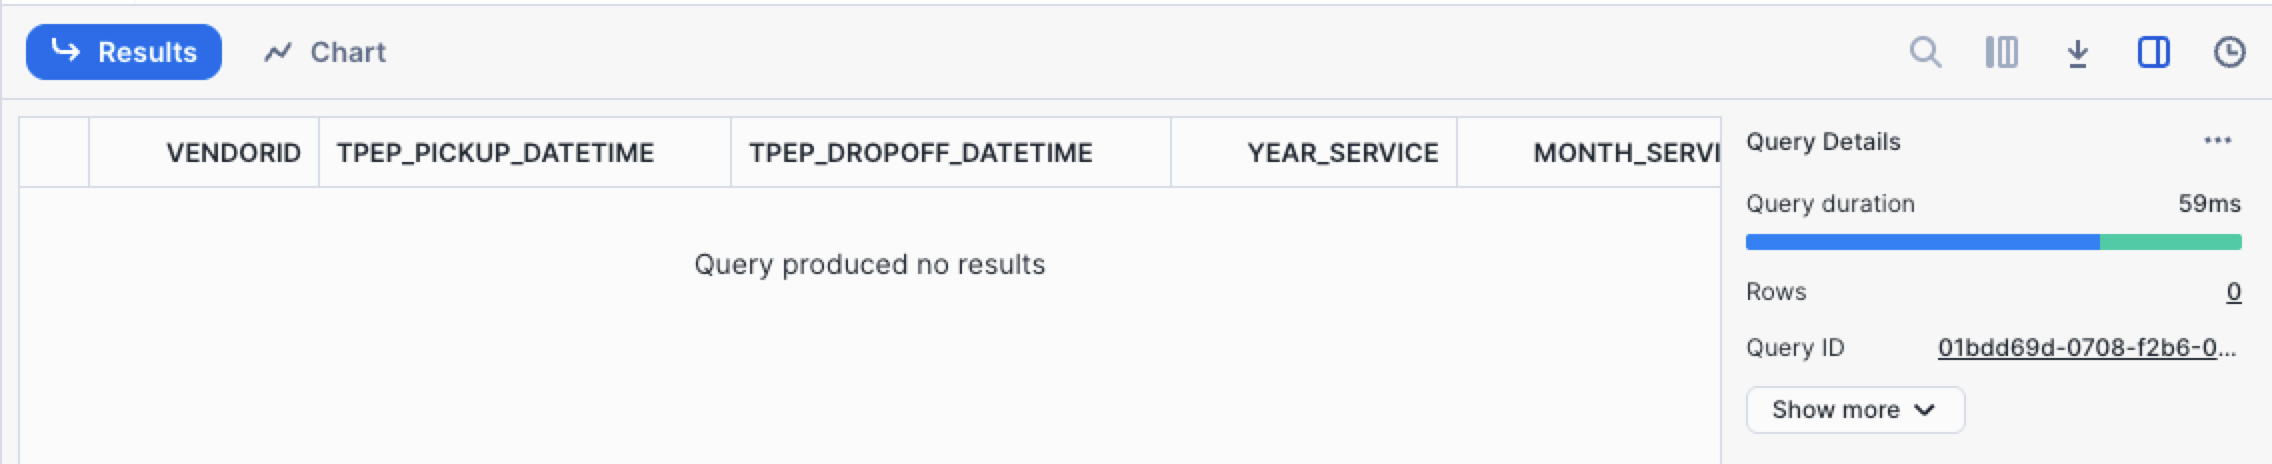 Results Chart
VENDORID TPEP_PICKUP_DATETIME TPEP_DROPOFF_DATETIME YEAR_SERVICE MONTH_SERVI
Query produced no results
Query Details
Query duration 59ms
Rows 0
Query ID 01bdd69d-0708-f2b6-0...
Show more